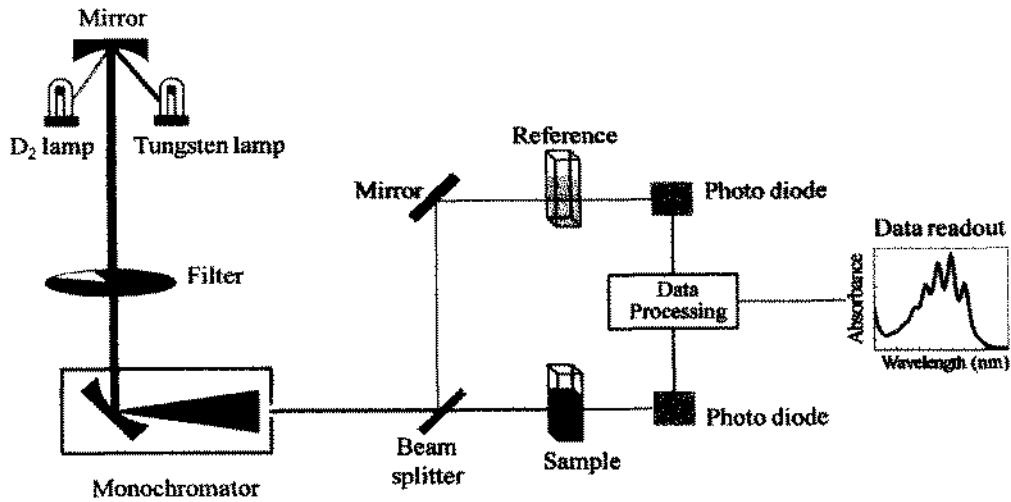 Mirror
D₂ lamp
Tungsten lamp
Filter
Monochromator
Mirror
Reference
Photo diode
Beam
splitter
Sample
Photo diode
Data
Processing
Data readout
Absorbance
Wavelength (nm)